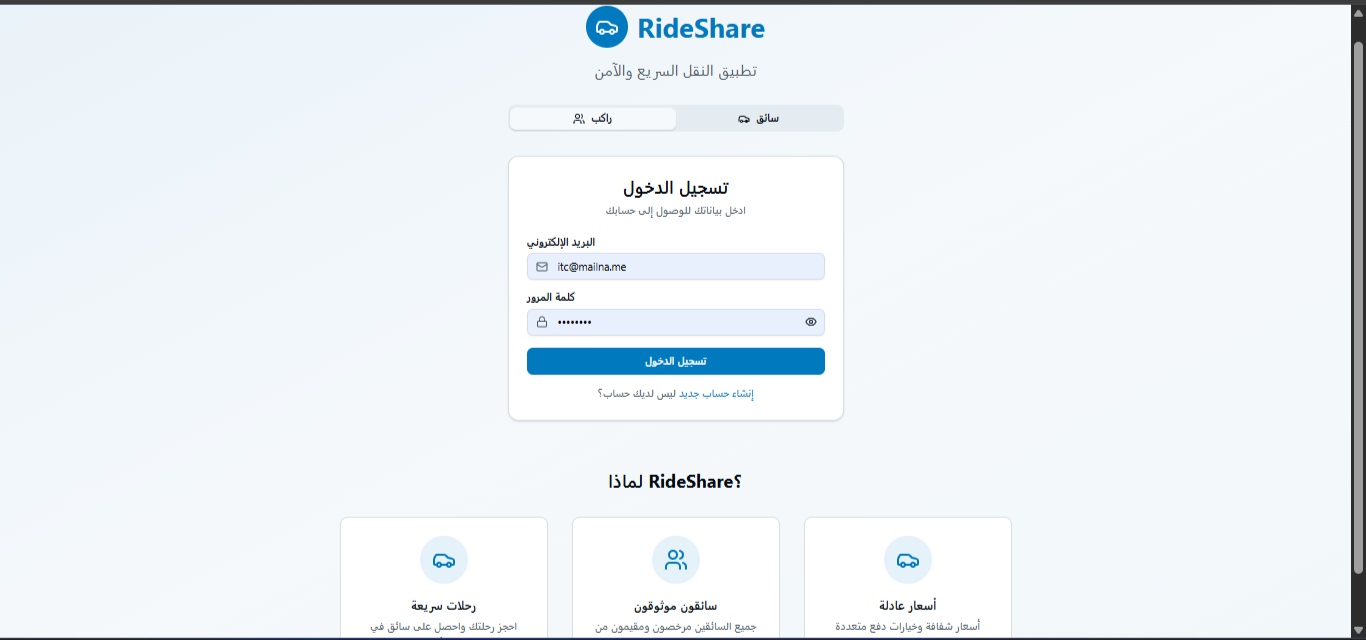 RideShare
تطبيق النقل السريع والآمن
راكب
سائق
تسجيل الدخول
ادخل بياناتك للوصول إلى حسابك
البريد الإلكتروني
itc@mailna.me
كلمة المرور
••••••••
تسجيل الدخول
ليس لديك حساب؟ إنشاء حساب جديد
لماذا RideShare؟
أسعار عادلة
أسعار شفافة وخيارات دفع متعددة
سائقون موثوقون
جميع السائقين مرخصون ومقيمون من
رحلات سريعة
احجز رحلتك واحصل على سائق في